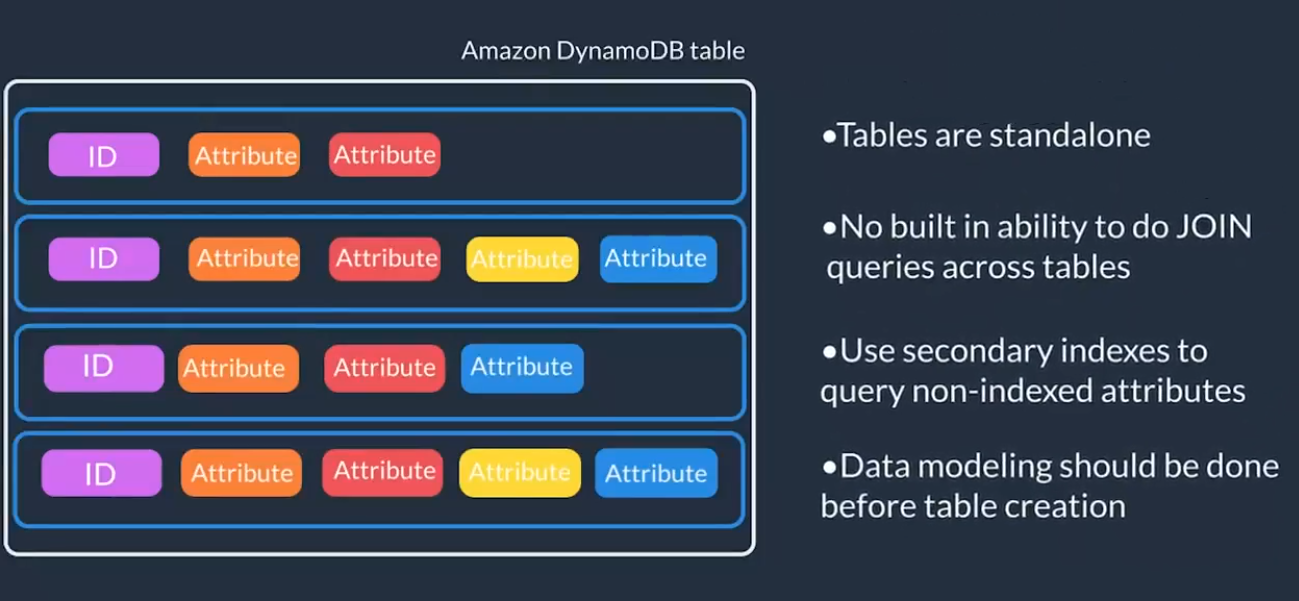 Amazon DynamoDB table
ID Attribute Attribute
ID Attribute Attribute Attribute Attribute
ID Attribute Attribute Attribute
ID Attribute Attribute Attribute Attribute
•Tables are standalone
•No built in ability to do JOIN
queries across tables
•Use secondary indexes to
query non-indexed attributes
•Data modeling should be done
before table creation